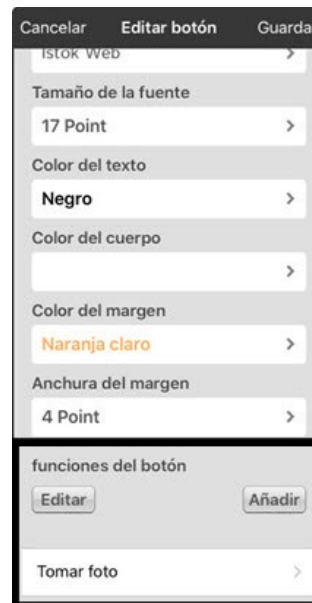 Cancelar Editar botón Guarda
Istok Web
Tamaño de la fuente
17 Point
Color del texto
Negro
Color del cuerpo
Color del margen
Naranja claro
Anchura del margen
4 Point
funciones del botón
Editar Añadir
Tomar foto